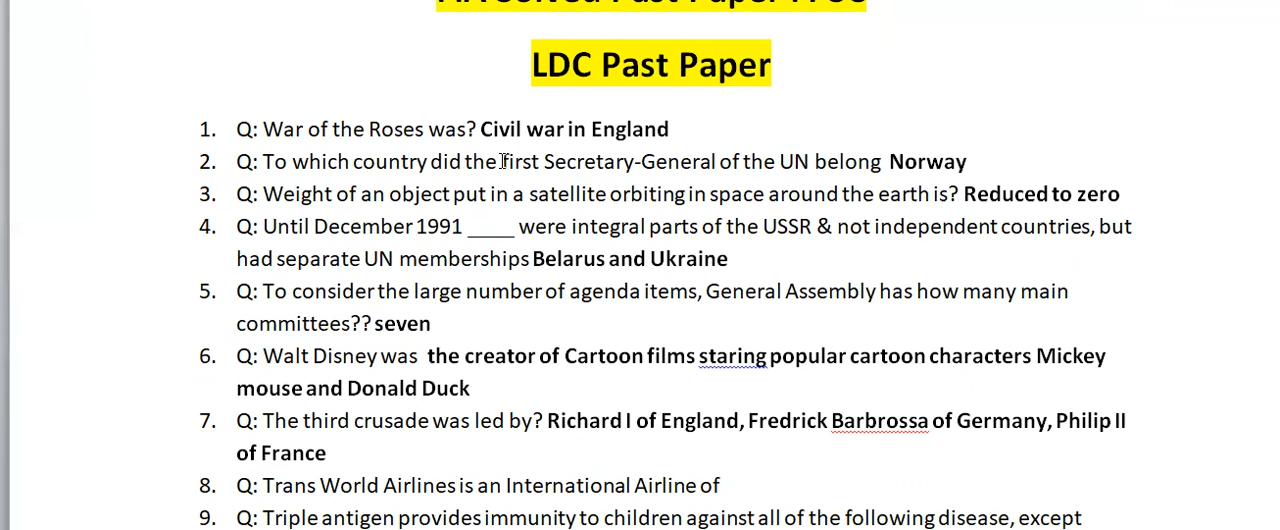 LDC Past Paper
1. Q: War of the Roses was? Civil war in England
2. Q: To which country did the first Secretary-General of the UN belong Norway
3. Q: Weight of an object put in a satellite orbiting in space around the earth is? Reduced to zero
4. Q: Until December 1991 ____ were integral parts of the USSR & not independent countries, but
had separate UN memberships Belarus and Ukraine
5. Q: To consider the large number of agenda items, General Assembly has how many main
committees?? seven
6. Q: Walt Disney was the creator of Cartoon films staring popular cartoon characters Mickey
mouse and Donald Duck
7. Q: The third crusade was led by? Richard I of England, Fredrick Barbrossa of Germany, Philip II
of France
8. Q: Trans World Airlines is an International Airline of
9. Q: Triple antigen provides immunity to children against all of the following disease, except